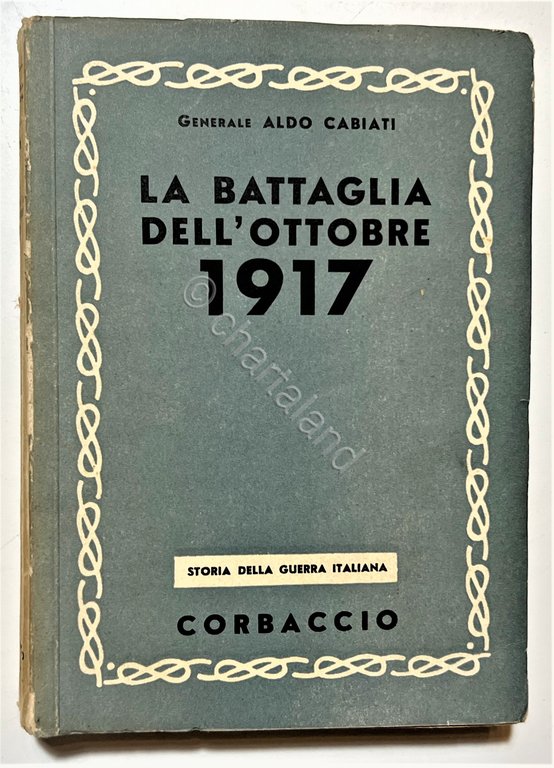 Generale ALDO CABIATI
LA BATTAGLIA
DELL'OTTOBRE
1917
© chartaland
STORIA DELLA GUERRA ITALIANA
CORBACCIO